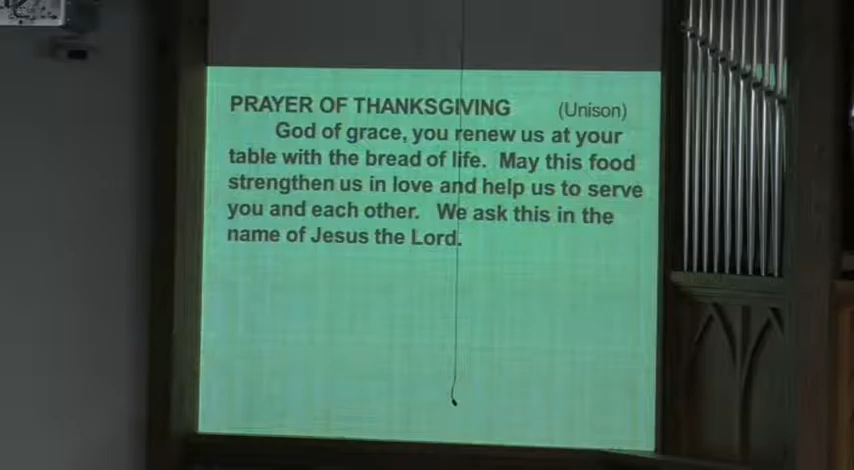 PRAYER OF THANKSGIVING (Unison)
God of grace, you renew us at your
table with the bread of life. May this food
strengthen us in love and help us to serve
you and each other. We ask this in the
name of Jesus the Lord.